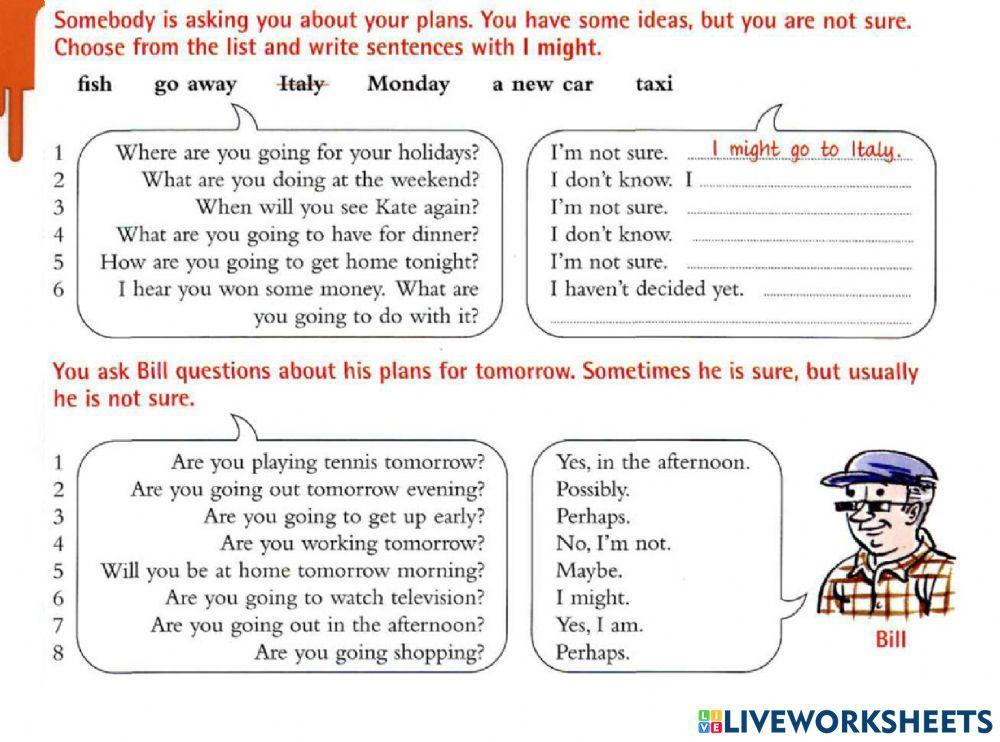 Somebody is asking you about your plans. You have some ideas, but you are not sure.
Choose from the list and write sentences with I might.
fish go away Italy Monday a new car taxi
1 Where are you going for your holidays? I'm not sure. I might go to Italy.
2 What are you doing at the weekend? I don't know. I
3 When will you see Kate again? I'm not sure.
4 What are you going to have for dinner? I don't know.
5 How are you going to get home tonight? I'm not sure.
6 I hear you won some money. What are I haven't decided yet.
you going to do with it?
You ask Bill questions about his plans for tomorrow. Sometimes he is sure, but usually
he is not sure.
1 Are you playing tennis tomorrow? Yes, in the afternoon.
2 Are you going out tomorrow evening? Possibly.
3 Are you going to get up early? Perhaps.
4 Are you working tomorrow? No, I'm not.
5 Will you be at home tomorrow morning? Maybe.
6 Are you going to watch television? I might.
7 Are you going out in the afternoon? Yes, I am.
8 Are you going shopping? Perhaps.
Bill
LIVE LIVEWORKSHEETS